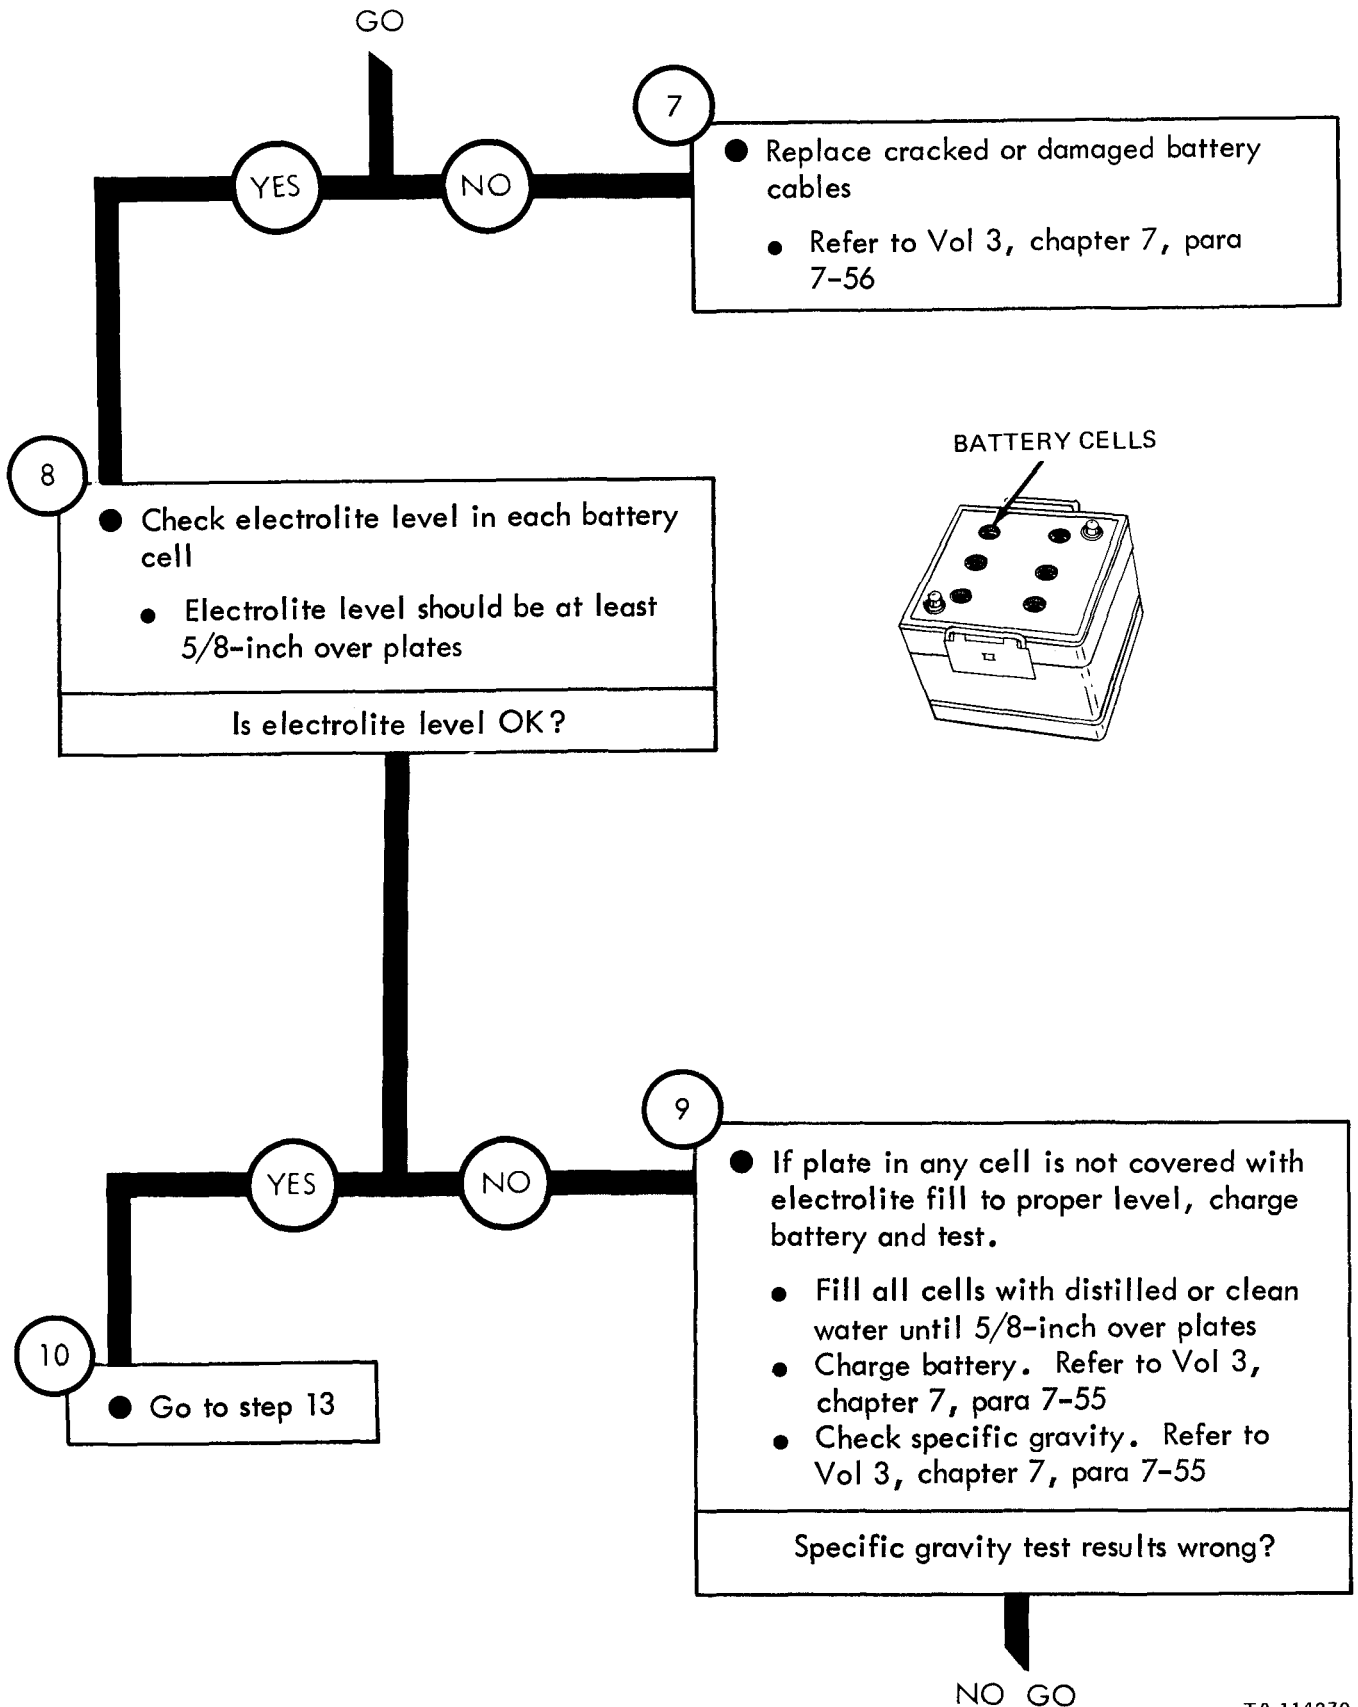 GO
7
● Replace cracked or damaged battery
cables
● Refer to Vol 3, chapter 7, para
7-56
YES
NO
BATTERY CELLS
8
● Check electrolite level in each battery
cell
● Electrolite level should be at least
5/8-inch over plates
Is electrolite level OK?
9
● If plate in any cell is not covered with
electrolite fill to proper level, charge
battery and test.
● Fill all cells with distilled or clean
water until 5/8-inch over plates
● Charge battery. Refer to Vol 3,
chapter 7, para 7-55
● Check specific gravity. Refer to
Vol 3, chapter 7, para 7-55
Specific gravity test results wrong?
YES
NO
10
● Go to step 13
NO GO